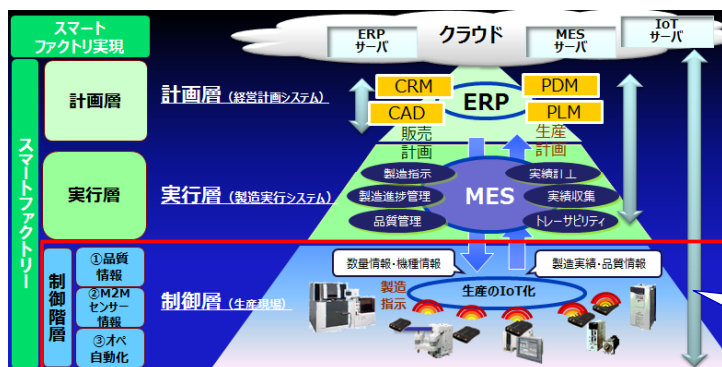 スマート
ファクトリ実現
ERP
サーバ
クラウド
MES
サーバ
IoT
サーバ
スマートファクトリー
計画層
計画層（経営計画システム）
CRM
PDM
ERP
CAD
PLM
販売
計画
生産
計画
実行層
実行層（製造実行システム）
製造指示
製造進捗管理
品質管理
MES
実績計上
実績収集
トレーサビリティ
制御階層
①品質
情報
②M2M
センサー
情報
③オペ
自動化
制御層（生産現場）
数量情報・機種情報
製造実績・品質情報
製造
指示
生産のIoT化